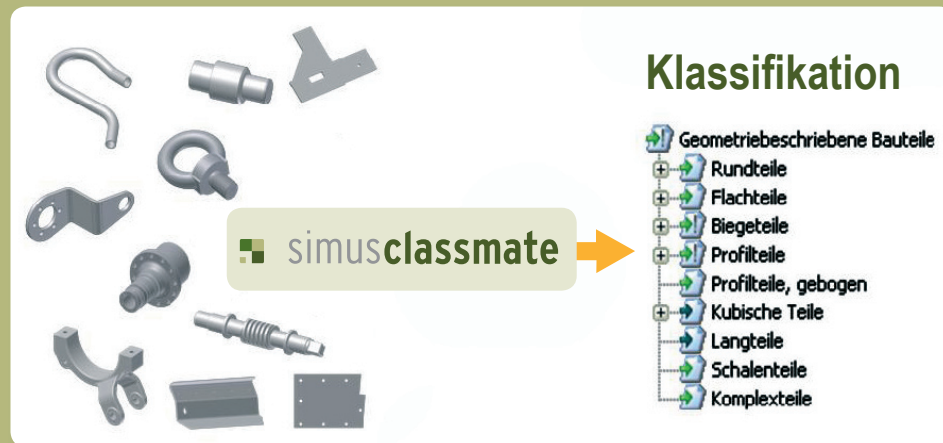 Klassifikation
Geometriebeschriebene Bauteile
Rundteile
Flachteile
Biegeteile
Profilteile
Profilteile, gebogen
Kubische Teile
Langteile
Schalenteile
Komplexteile
simusclassmate